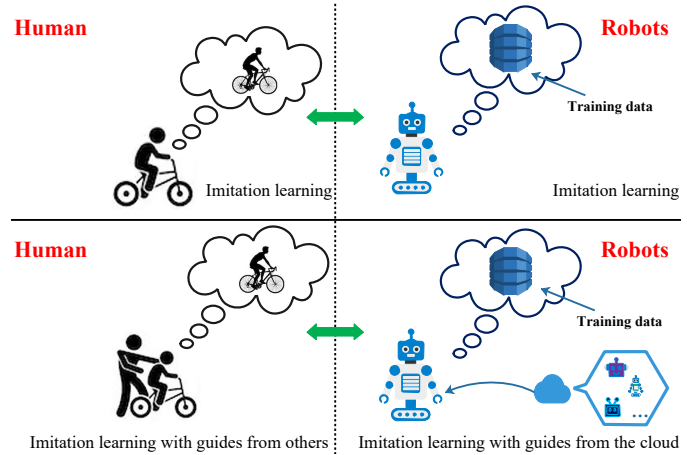 Human
Robots
Training data
Imitation learning
Imitation learning
Human
Robots
Training data
Imitation learning with guides from others
Imitation learning with guides from the cloud